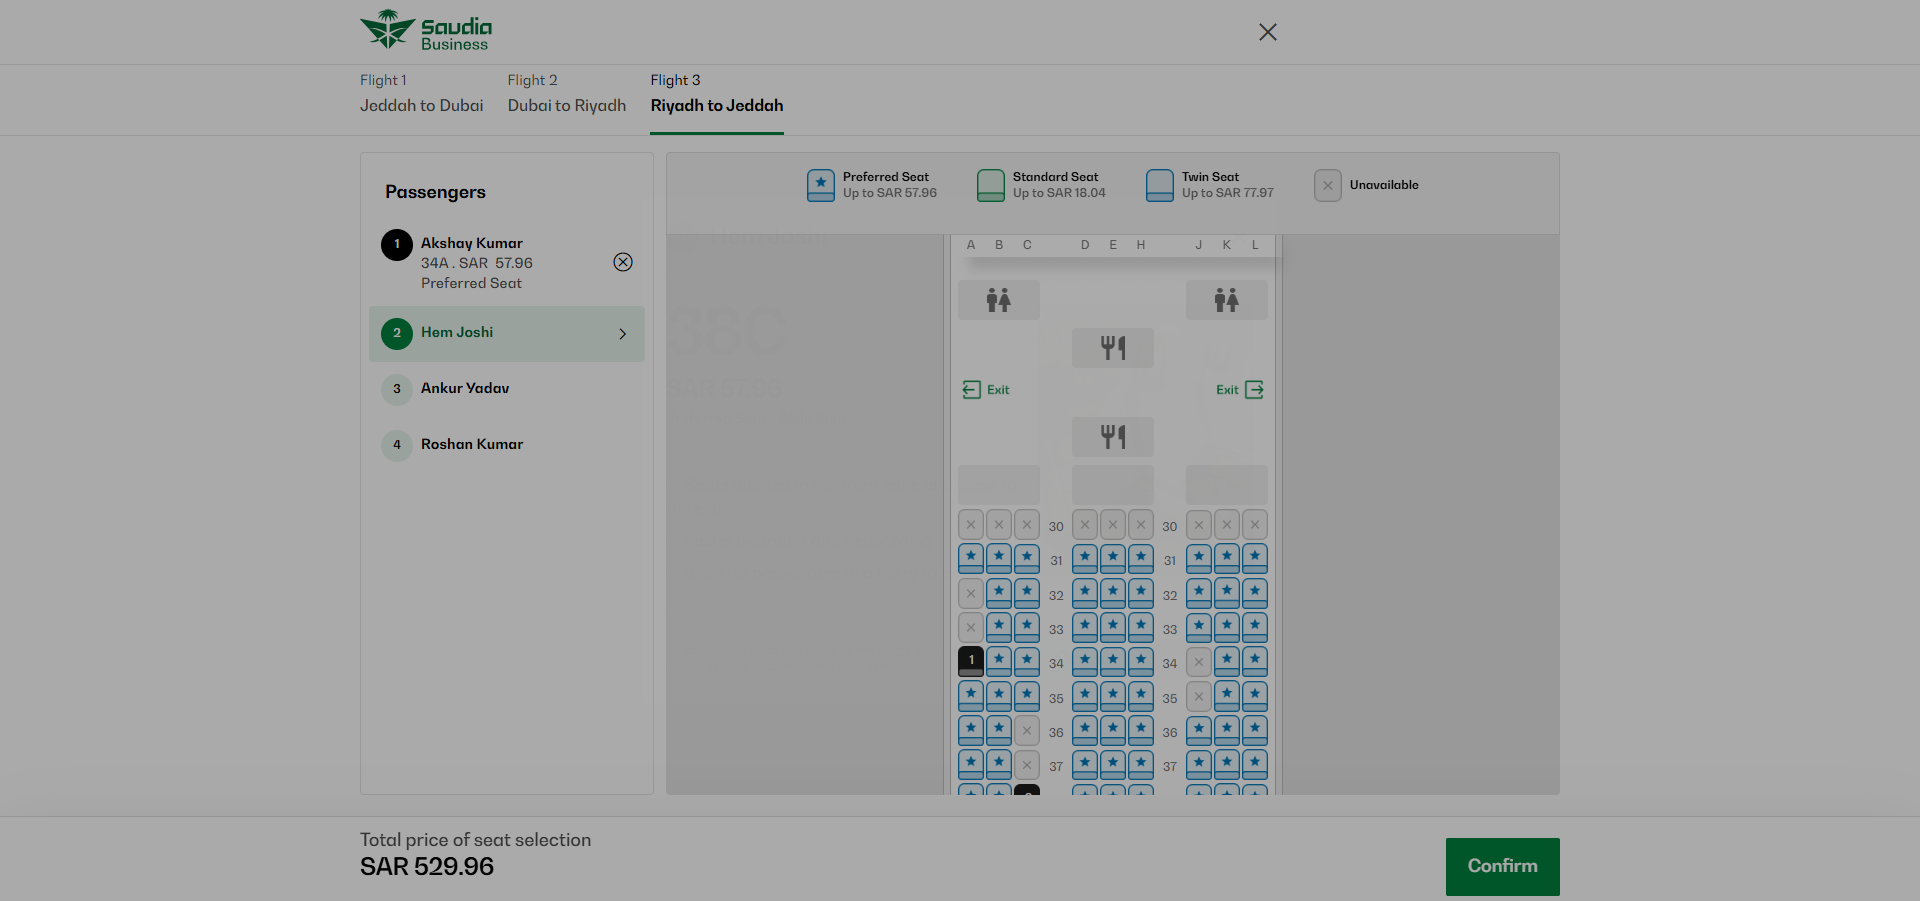 Saudia
Business
Flight 1
Jeddah to Dubai
Flight 2
Dubai to Riyadh
Flight 3
Riyadh to Jeddah
Passengers
1
Akshay Kumar
34A . SAR 57.96
Preferred Seat
2
Hem Joshi
3
Ankur Yadav
4
Roshan Kumar
Preferred Seat
Up to SAR 57.96
Standard Seat
Up to SAR 18.04
Twin Seat
Up to SAR 77.97
Unavailable
A B C D E H J K L
Exit
Exit
38C
30 30
31 31
32 32
33 33
1 34 34
35 35
36 36
37 37
Total price of seat selection
SAR 529.96
Confirm